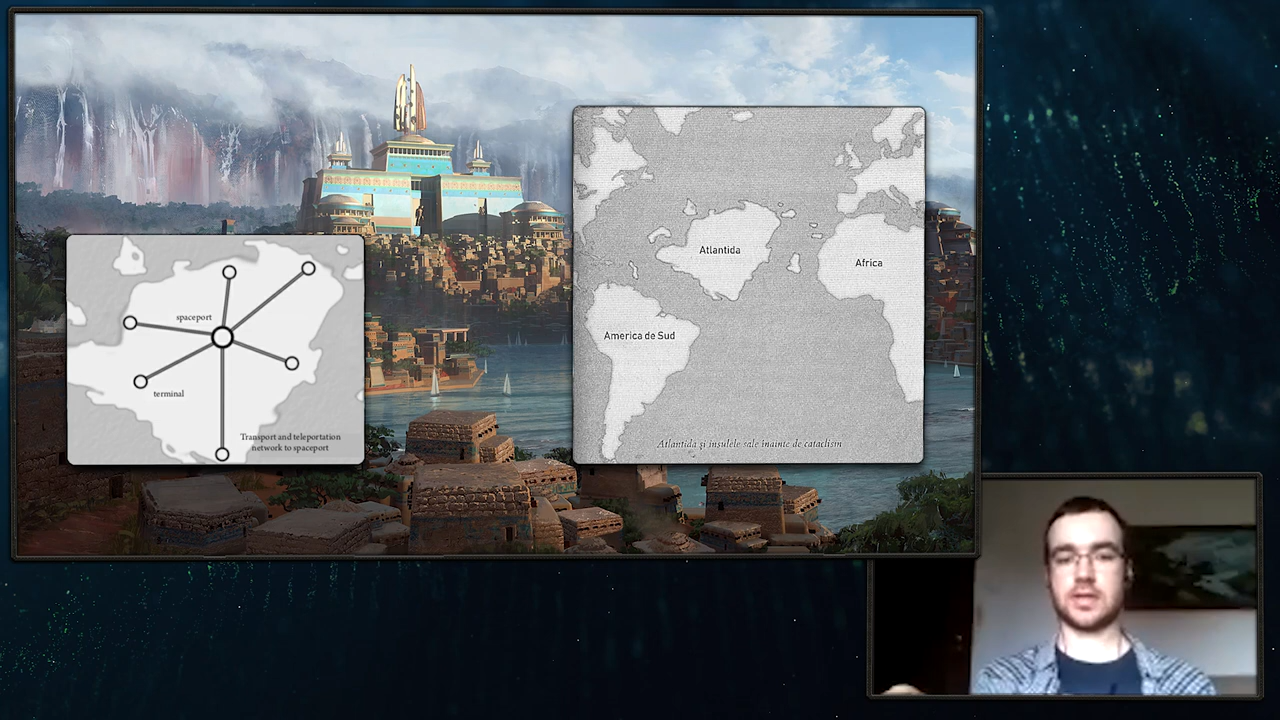 spaceport
terminal
Transport and teleportation
network to spaceport
Atlantida
Africa
America de Sud
Atlantida și insulele sale înainte de cataclism